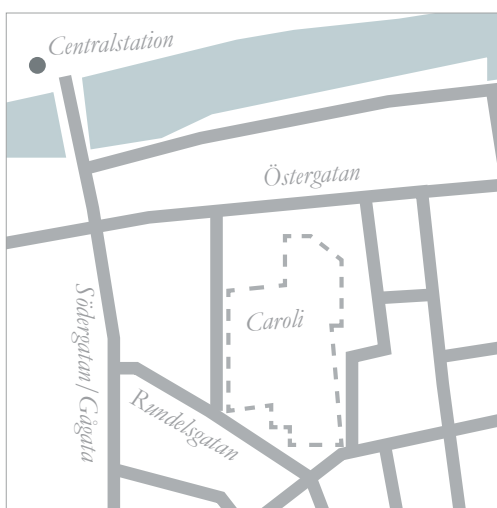 Centralstation
Östergatan
Caroli
Södergatan/ Gågata
Rundelsgatan